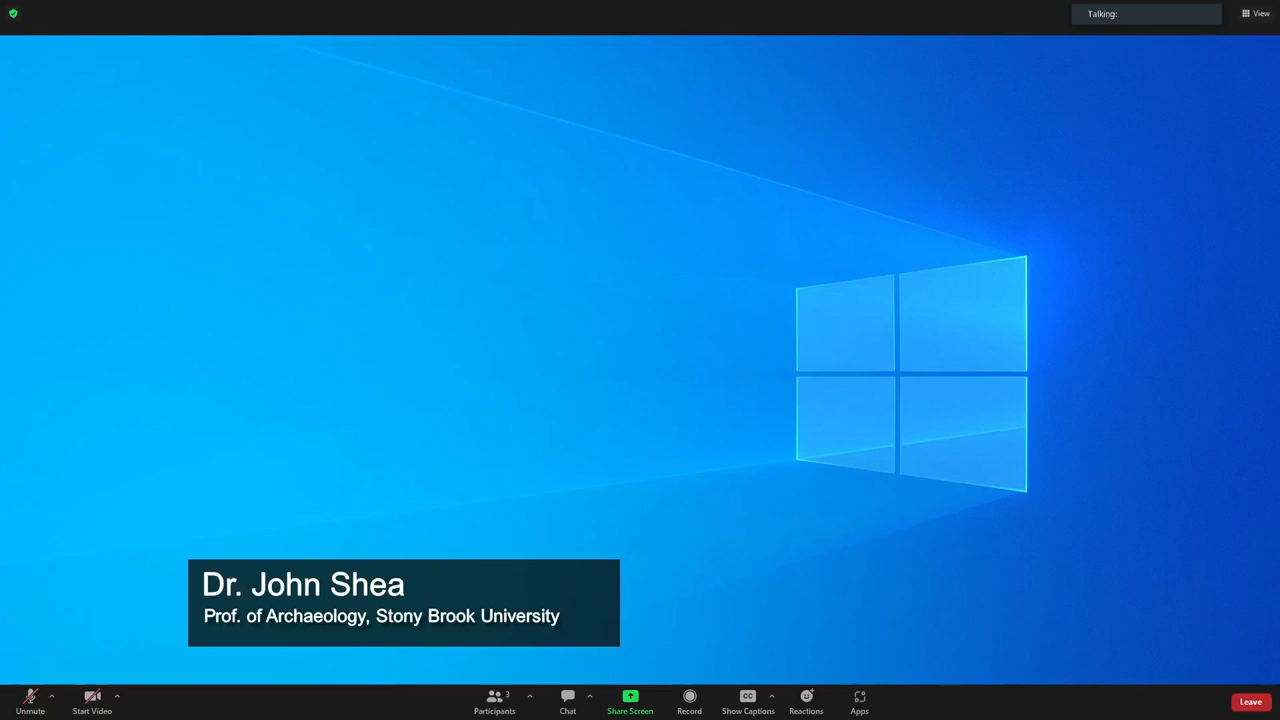 Talking:
View
Dr. John Shea
Prof. of Archaeology, Stony Brook University
3
CC
Unmute
Start Video
Participants
Chat
Share Screen
Record
Show Captions
Reactions
Apps
Leave